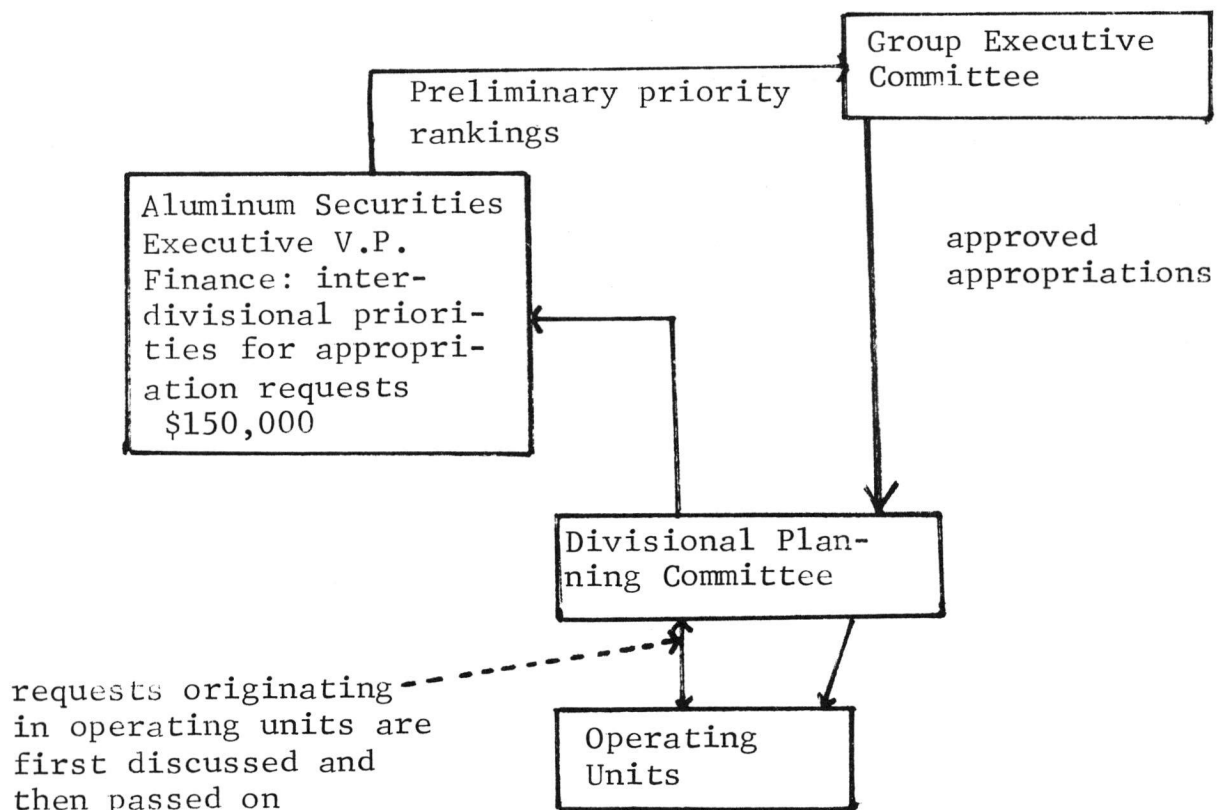 Group Executive
Committee
Preliminary priority
rankings
Aluminum Securities
Executive V.P.
Finance: inter-
divisional priori-
ties for appropri-
ation requests
$150,000
approved
appropriations
Divisional Plan-
ning Committee
requests originating
in operating units are
first discussed and
then passed on
Operating
Units